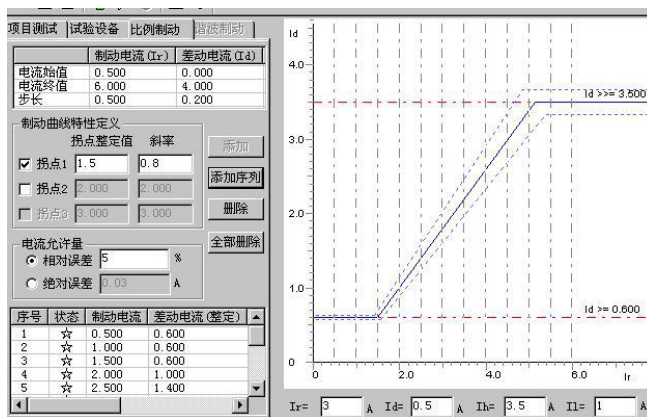 项目测试 试验设备 比例制动 谐波制动
制动电流(Ir) 差动电流(Id)
电流始值 0.500 0.000
电流终值 6.000 4.000
步长 0.500 0.200
制动曲线特性定义
拐点整定值 斜率
拐点1 1.5 0.8
拐点2 2.000 2.000
拐点3 3.000 3.000
添加
添加序列
删除
全部删除
电流允许量
相对误差 5 %
绝对误差 0.03 A
序号 状态 制动电流 差动电流(整定)
1 ☆ 0.500 0.600
2 ☆ 1.000 0.600
3 ☆ 1.500 0.600
4 ☆ 2.000 1.000
5 ☆ 2.500 1.400
Id
4.0
Id >>= 3.500
3.0
2.0
1.0
Id >= 0.600
0
0 2.0 4.0 6.0 Ir
Ir= 3 A Id= 0.5 A Ih= 3.5 A Il= 1 A